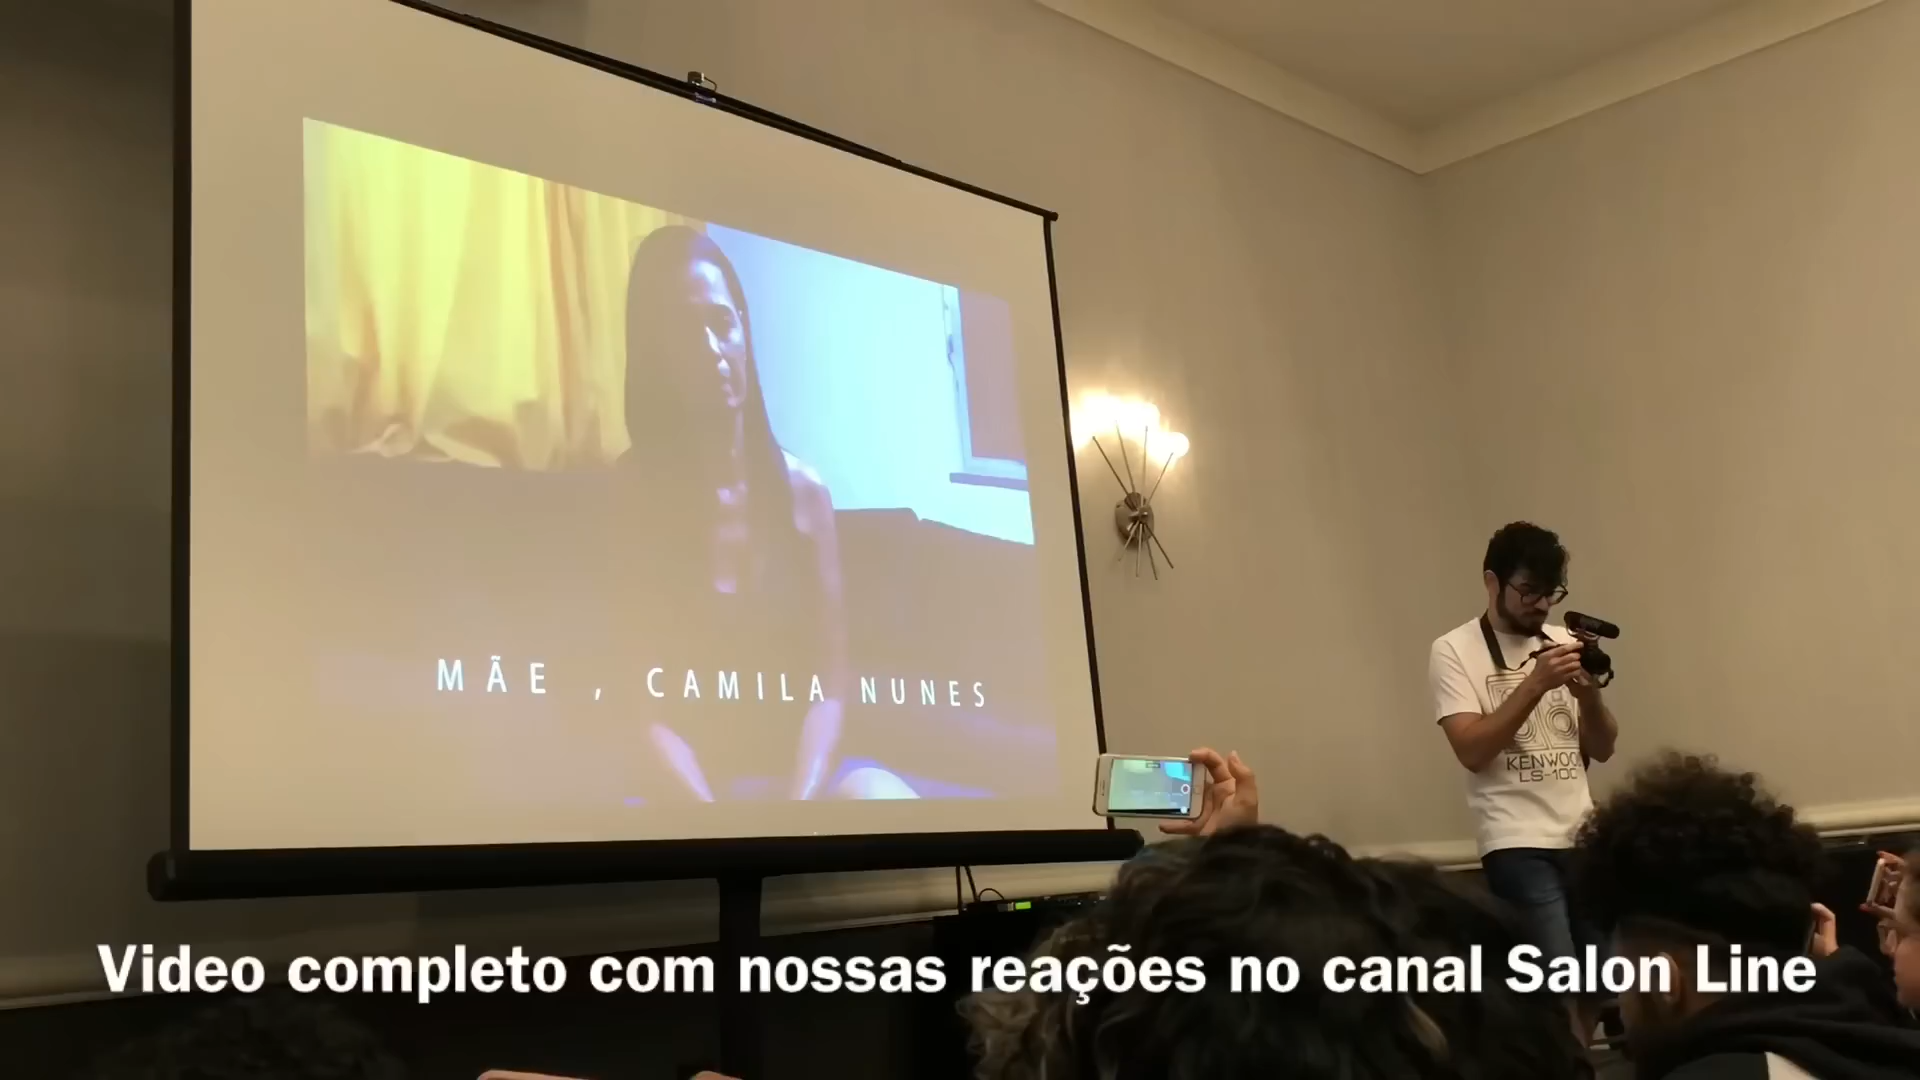 MÃE , CAMILA NUNES
KENWOOD
LS-100
Video completo com nossas reações no canal Salon Line